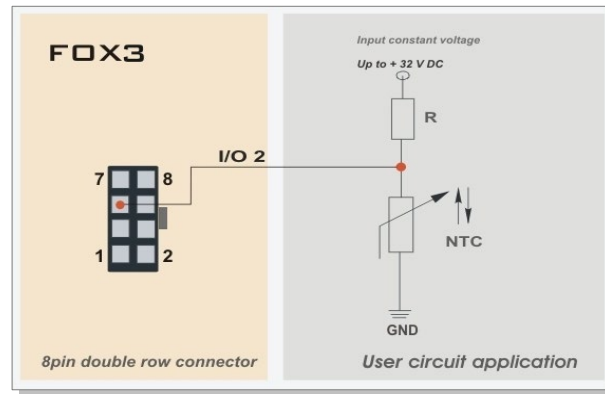 FOX3
Input constant voltage
Up to + 32 V DC
R
I/O 2
7 8
1 2
NTC
GND
8pin double row connector
User circuit application